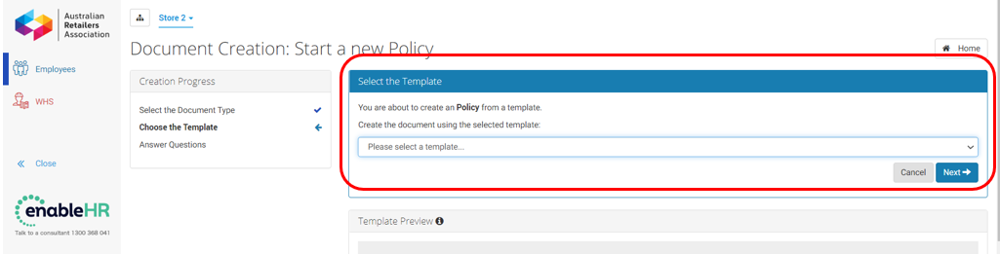 Australian
Retailers
Association
Store 2
Document Creation: Start a new Policy
Home
Employees
WHS
Close
enableHR
Talk to a consultant 1300 368 041
Creation Progress
Select the Document Type
Choose the Template
Answer Questions
Select the Template
You are about to create an Policy from a template.
Create the document using the selected template:
Please select a template...
Cancel
Next
Template Preview